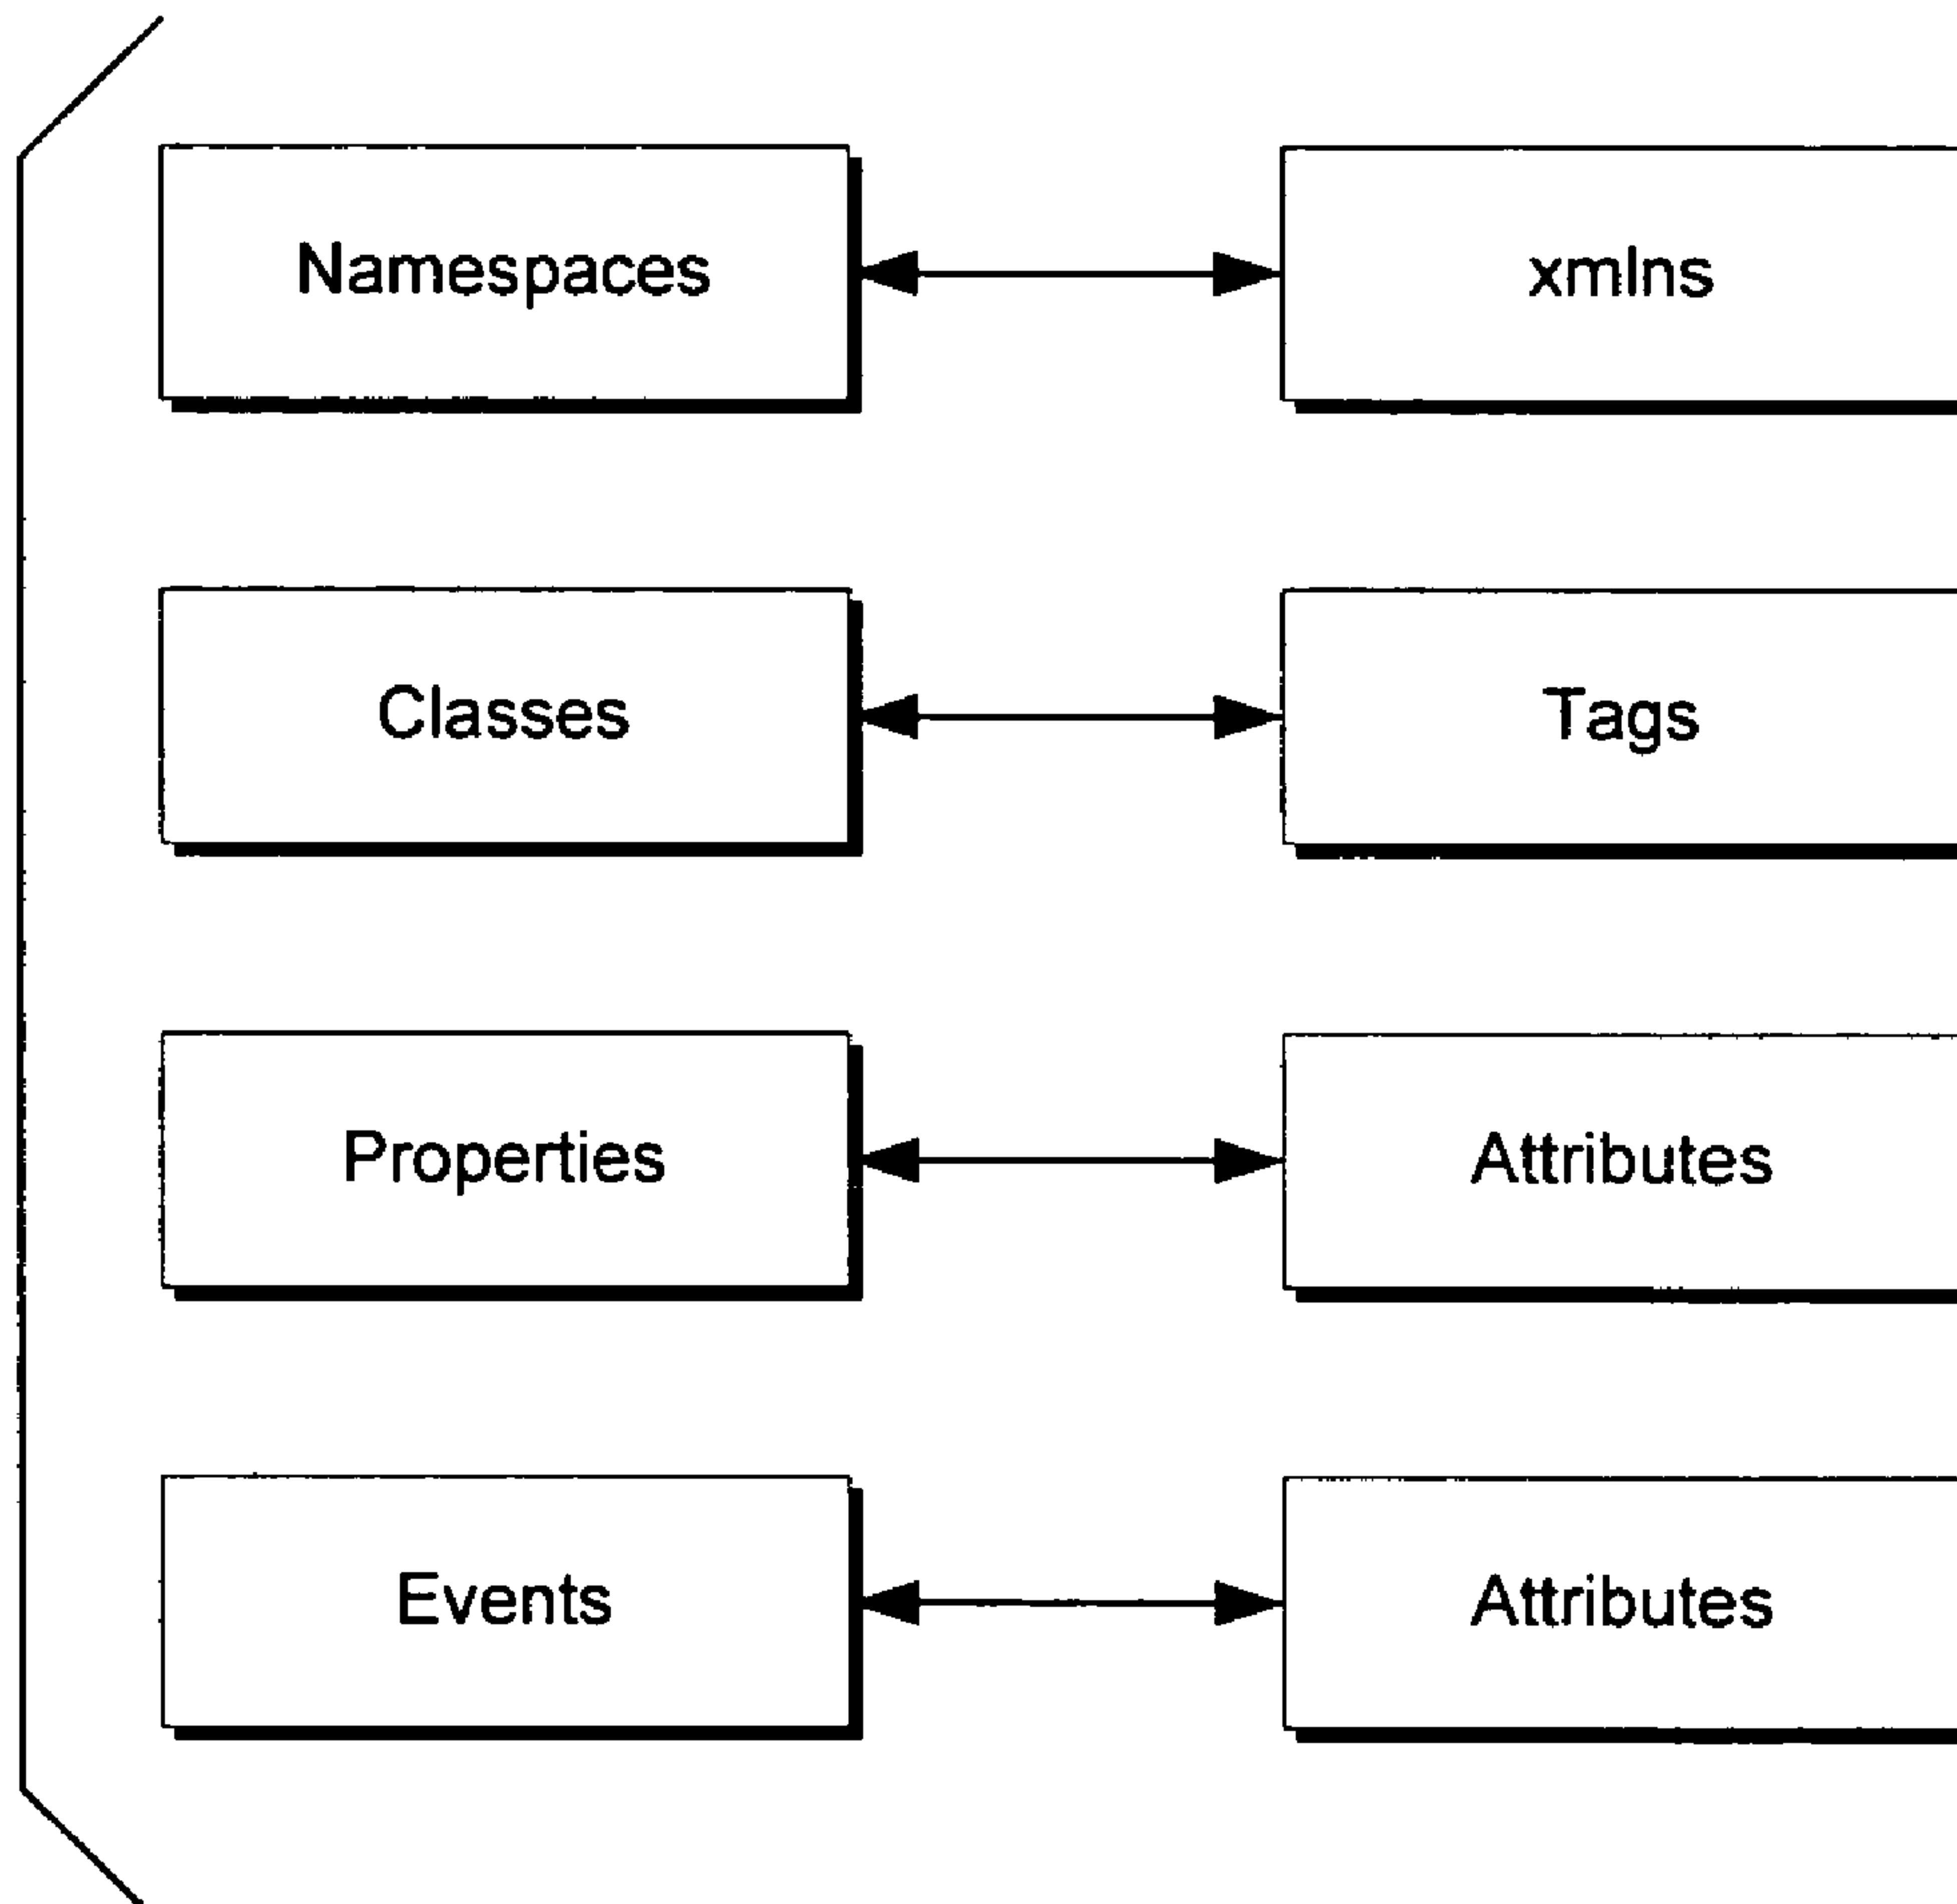 Namespaces
xmlns
Classes
Tags
Properties
Attributes
Events
Attributes